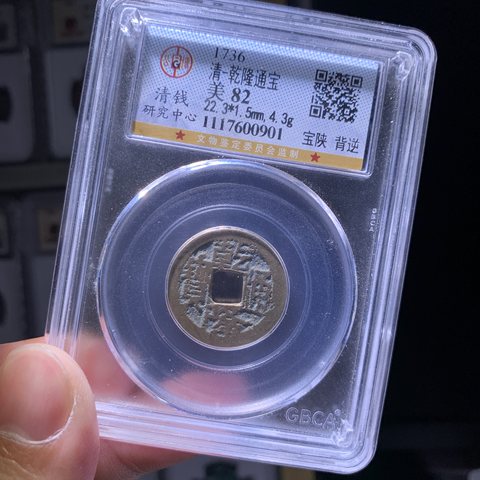 1736
清-乾隆通宝
清钱 美 82
研究中心 22.3*1.5mm,4.3g
1117600901 宝陕 背逆
★ 文物鉴定委员会监制 ★
GBCA